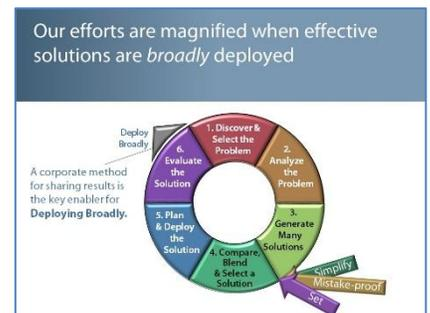 Our efforts are magnified when effective
solutions are broadly deployed
Deploy
Broadly
A corporate method
for sharing results is
the key enabler for
Deploying Broadly.
1. Discover &
Select the
Problem
2.
Analyze
the
Problem
3.
Generate
Many
Solutions
4. Compare,
Blend
& Select a
Solution
5. Plan
& Deploy
the
Solution
6.
Evaluate
the
Solution
Simplify
Mistake-proof
Set